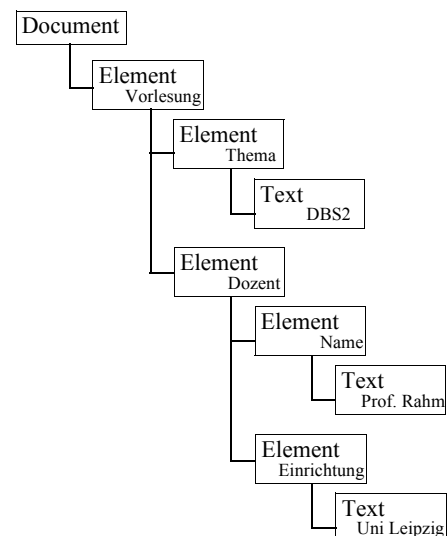 Document
Element
Vorlesung
Element
Thema
Text
DBS2
Element
Dozent
Element
Name
Text
Prof. Rahm
Element
Einrichtung
Text
Uni Leipzig